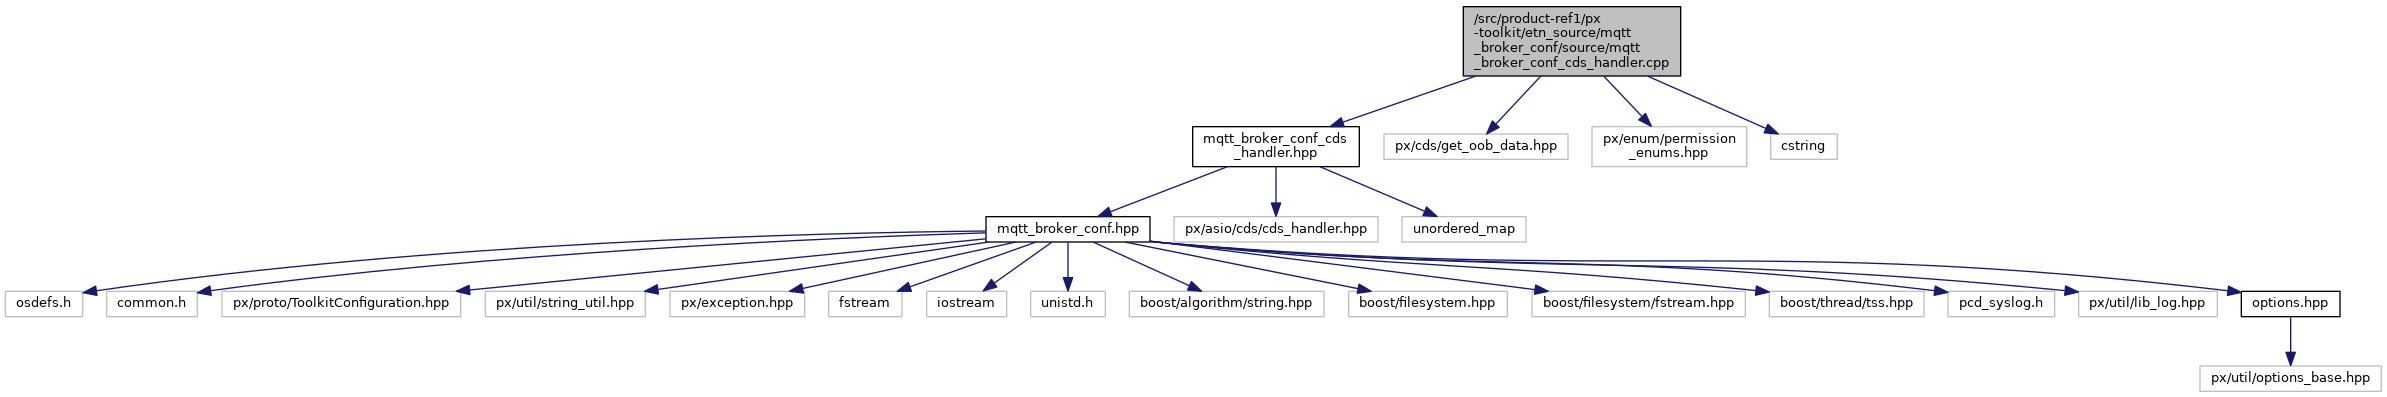 /src/product-ref1/px
-toolkit/etn_source/mqtt
_broker_conf/source/mqtt
_broker_conf_cds_handler.cpp
mqtt_broker_conf_cds
_handler.hpp
px/cds/get_oob_data.hpp
px/enum/permission
_enums.hpp
cstring
mqtt_broker_conf.hpp
px/asio/cds/cds_handler.hpp
unordered_map
osdefs.h
common.h
px/proto/ToolkitConfiguration.hpp
px/util/string_util.hpp
px/exception.hpp
fstream
iostream
unistd.h
boost/algorithm/string.hpp
boost/filesystem.hpp
boost/filesystem/fstream.hpp
boost/thread/tss.hpp
pcd_syslog.h
px/util/lib_log.hpp
options.hpp
px/util/options_base.hpp